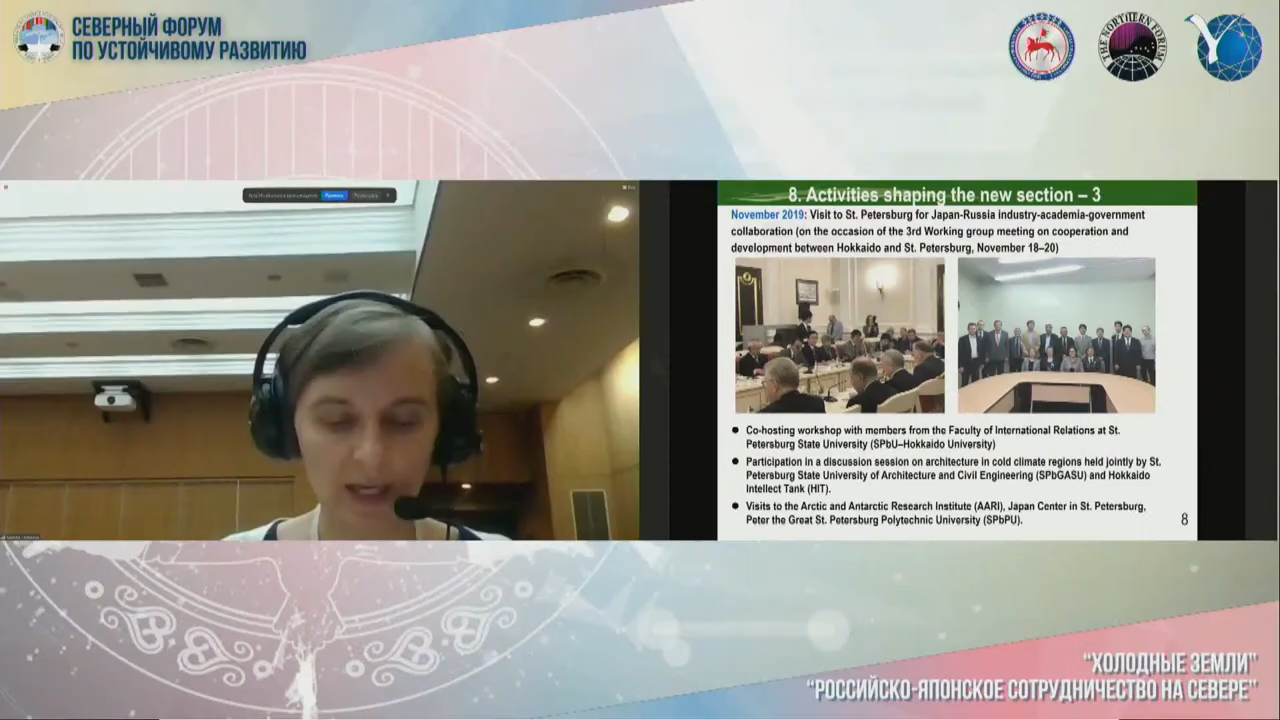 СЕВЕРНЫЙ ФОРУМ
ПО УСТОЙЧИВОМУ РАЗВИТИЮ
THE NORTHERN FORUM
8. Activities shaping the new section – 3
November 2019: Visit to St. Petersburg for Japan-Russia industry-academia-government
collaboration (on the occasion of the 3rd Working group meeting on cooperation and
development between Hokkaido and St. Petersburg, November 18–20)
● Co-hosting workshop with members from the Faculty of International Relations at St.
Petersburg State University (SPbU–Hokkaido University)
● Participation in a discussion session on architecture in cold climate regions held jointly by St.
Petersburg State University of Architecture and Civil Engineering (SPbGASU) and Hokkaido
Intellect Tank (HIT).
● Visits to the Arctic and Antarctic Research Institute (AARI), Japan Center in St. Petersburg,
Peter the Great St. Petersburg Polytechnic University (SPbPU).
8
"ХОЛОДНЫЕ ЗЕМЛИ"
"РОССИЙСКО-ЯПОНСКОЕ СОТРУДНИЧЕСТВО НА СЕВЕРЕ"